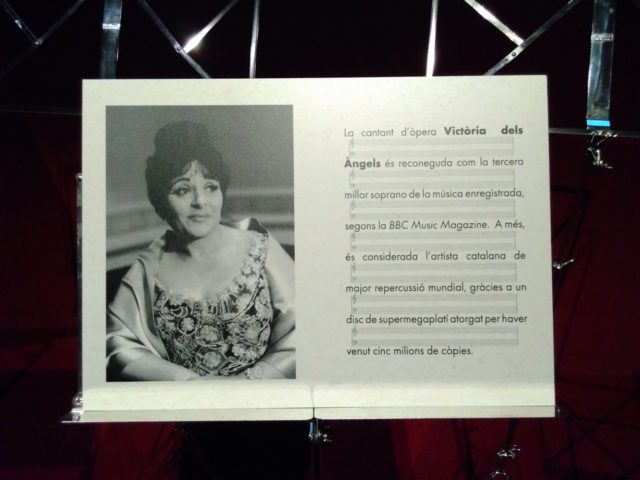 La cantant d'òpera Victòria dels
Àngels és reconeguda com la tercera
millor soprano de la música enregistrada,
segons la BBC Music Magazine. A més,
és considerada l'artista catalana de
major repercussió mundial, gràcies a un
disc de supermegaplatí atorgat per haver
venut cinc milions de còpies.